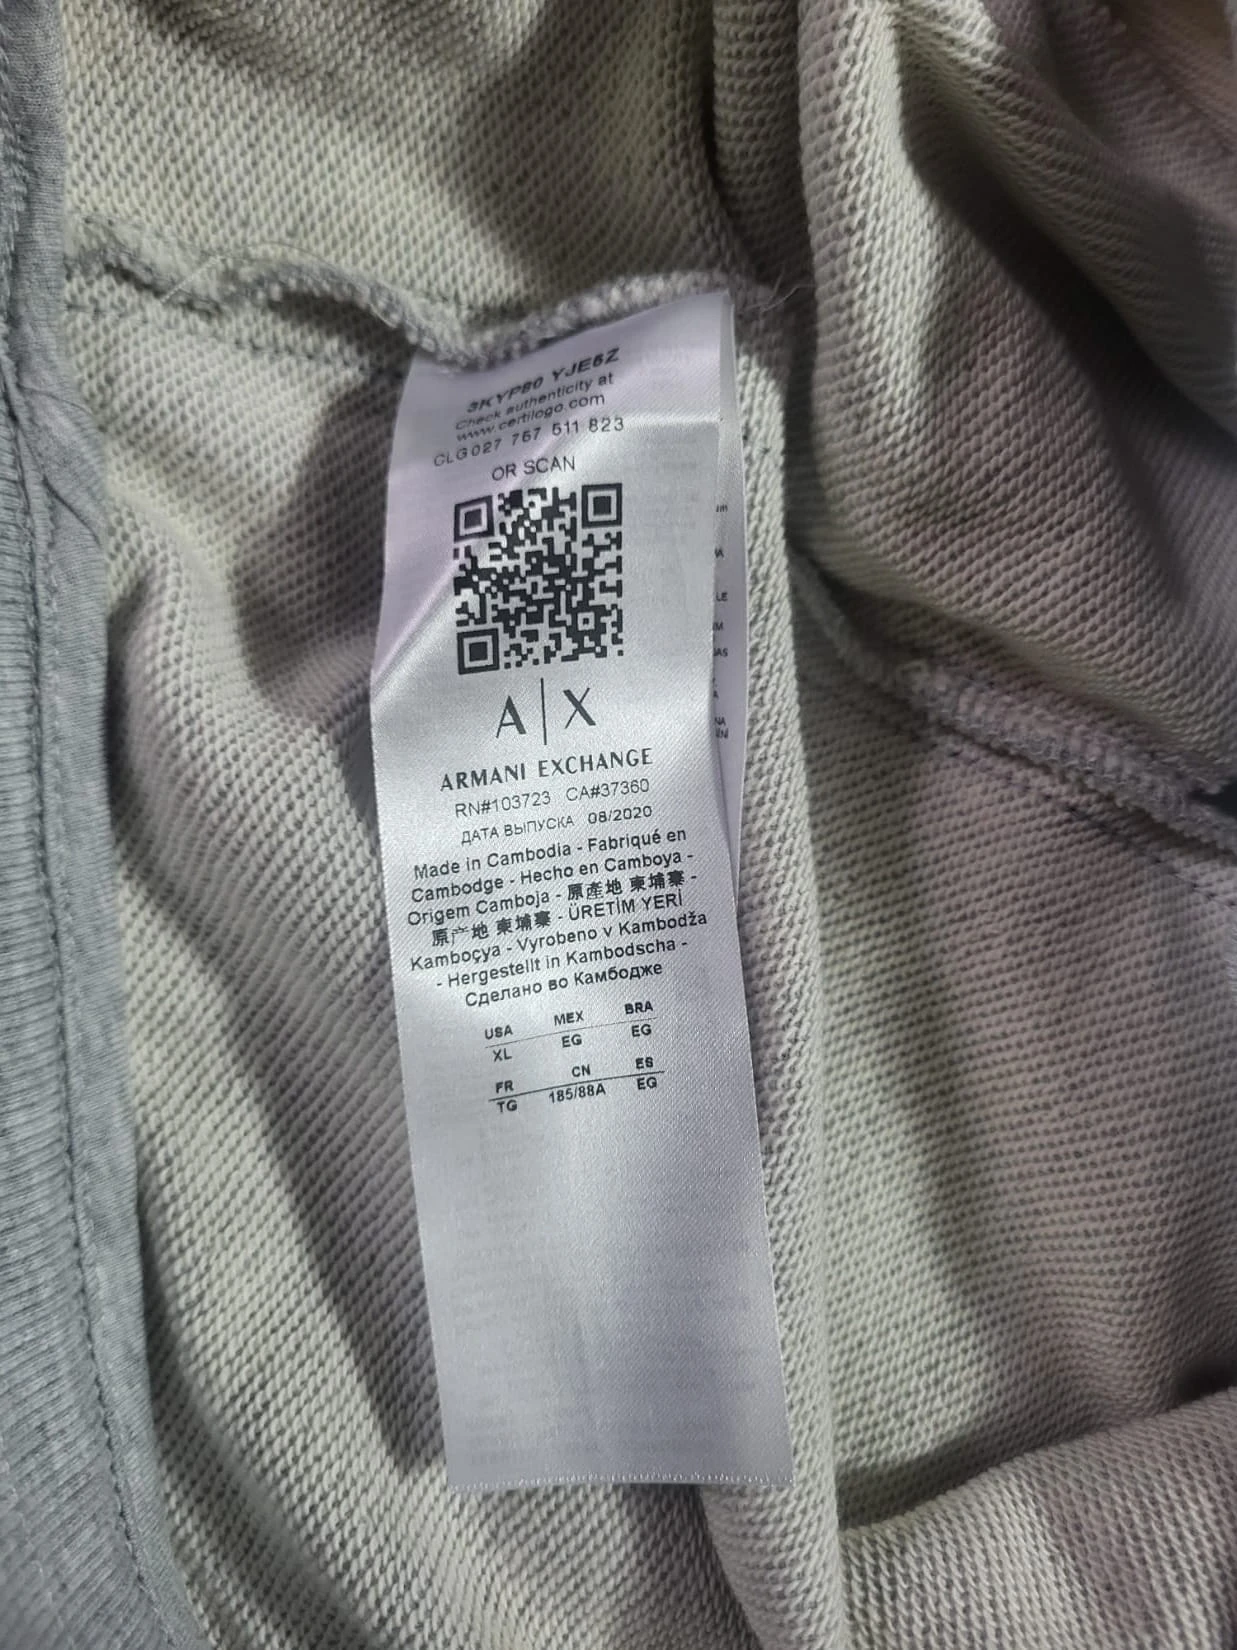 3KYP80 YJE6Z
Check authenticity at
www.certilogo.com
CLG 027 767 511 823
OR SCAN
A|X
ARMANI EXCHANGE
RN#103723 CA#37360
ДАТА ВЫПУСКА 08/2020
Made in Cambodia - Fabriqué en
Cambodge - Hecho en Camboya -
Origem Camboja - 原產地 柬埔寨 -
原产地 柬埔寨 - ÜRETİM YERİ
Kamboçya - Vyrobeno v Kambodža
- Hergestellt in Kambodscha -
Сделано во Камбодже
USA MEX BRA
XL EG EG
FR CN ES
TG 185/88A EG